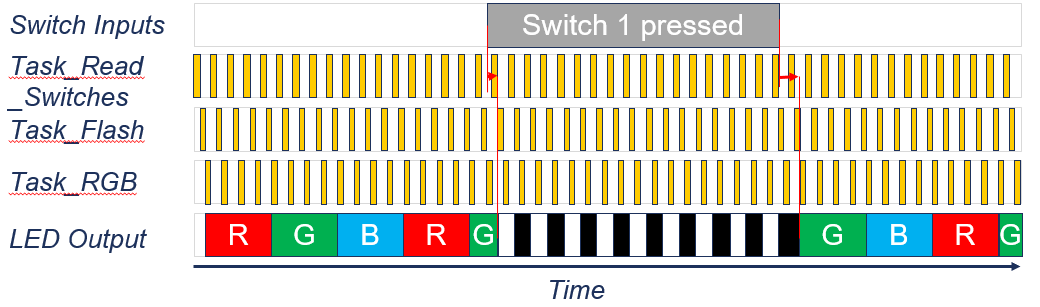 Switch Inputs
Switch 1 pressed
Task_Read
_Switches
Task_Flash
Task_RGB
LED Output
R G B R G G B R G
Time